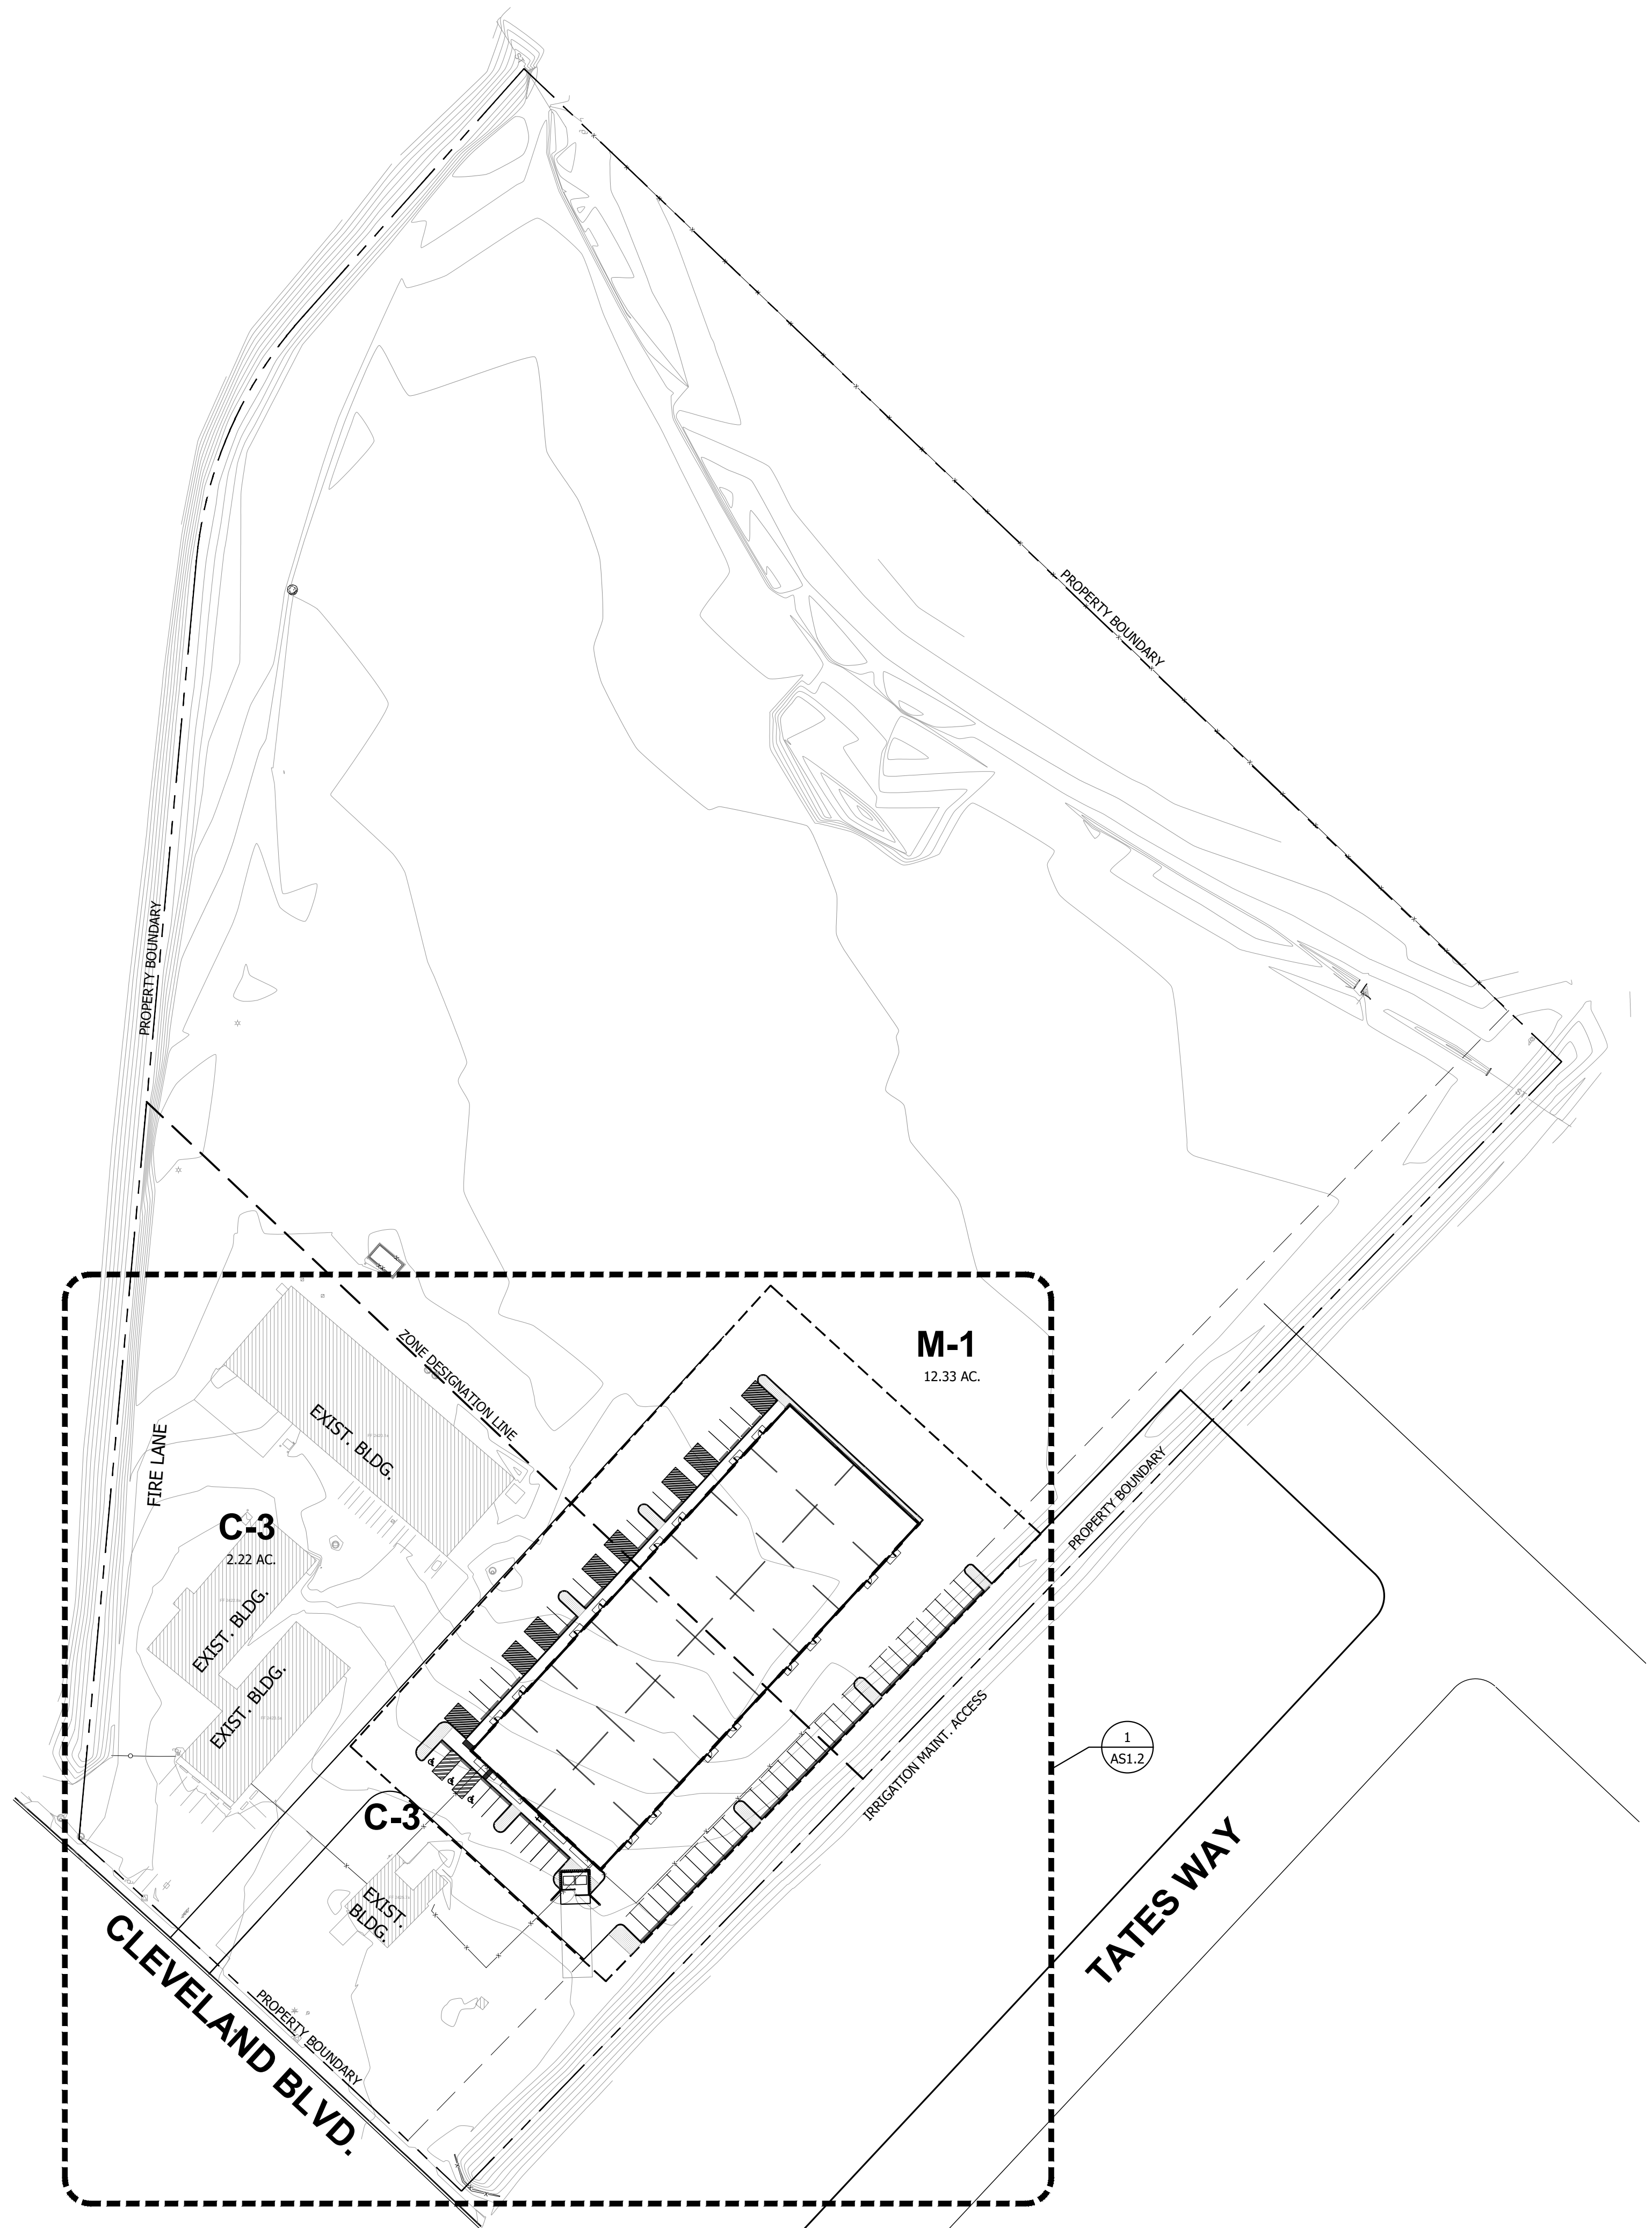 PROPERTY BOUNDARY
PROPERTY BOUNDARY
ZONE DESIGNATION LINE
M-1
12.33 AC.
EXIST. BLDG.
FIRE LANE
C-3
2.22 AC.
EXIST. BLDG.
EXIST. BLDG.
PROPERTY BOUNDARY
IRRIGATION MAINT. ACCESS
1
AS1.2
C-3
EXIST.
BLDG.
TATES WAY
CLEVELAND BLVD.
PROPERTY BOUNDARY